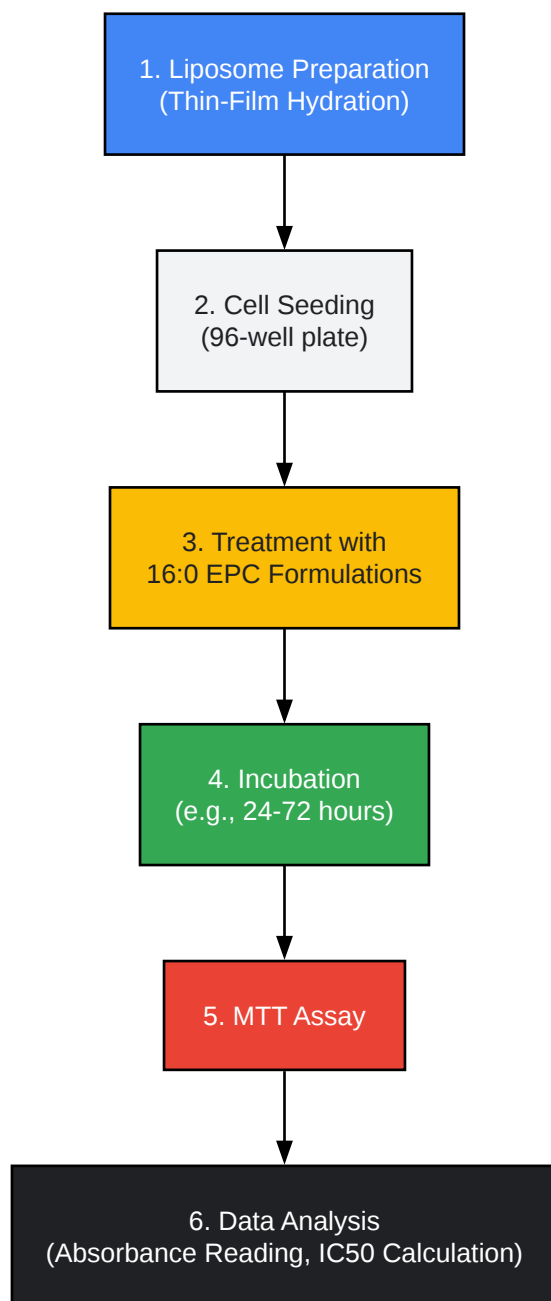 1. Liposome Preparation
(Thin-Film Hydration)
2. Cell Seeding
(96-well plate)
3. Treatment with
16:0 EPC Formulations
4. Incubation
(e.g., 24-72 hours)
5. MTT Assay
6. Data Analysis
(Absorbance Reading, IC50 Calculation)